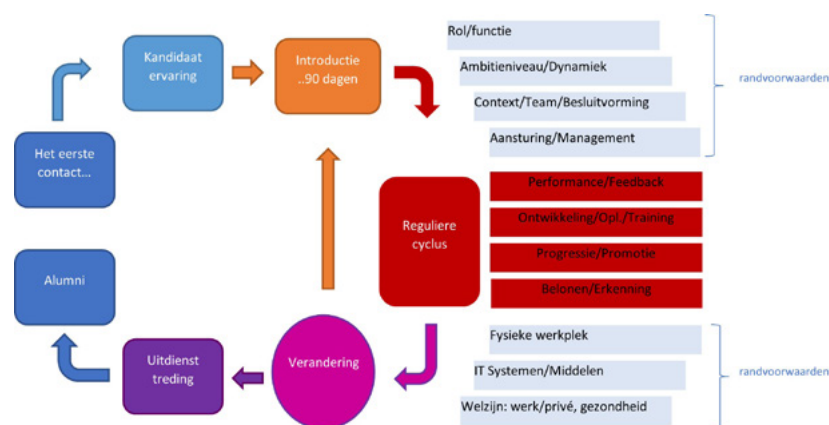 Het eerste
contact...
Kandidaat
ervaring
Introductie
..90 dagen
Rol/functie
Ambitieniveau/Dynamiek
Context/Team/Besluitvorming
Aansturing/Management
randvoorwaarden
Reguliere
cyclus
Performance/Feedback
Ontwikkeling/Opl./Training
Progressie/Promotie
Belonen/Erkenning
Fysieke werkplek
IT Systemen/Middelen
Welzijn: werk/privé, gezondheid
randvoorwaarden
Verandering
Uitdienst
treding
Alumni